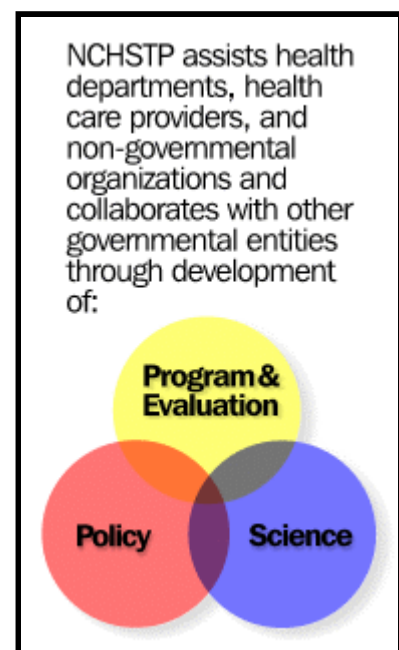 NCHSTP assists health
departments, health
care providers, and
non-governmental
organizations and
collaborates with other
governmental entities
through development
of:
Program &
Evaluation
Policy
Science